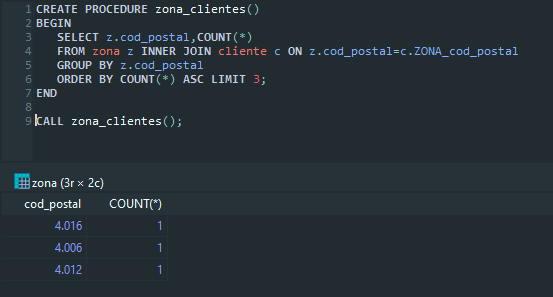 1 CREATE PROCEDURE zona_clientes()
2 BEGIN
3 SELECT z.cod_postal,COUNT(*)
4 FROM zona z INNER JOIN cliente c ON z.cod_postal=c.ZONA_cod_postal
5 GROUP BY z.cod_postal
6 ORDER BY COUNT(*) ASC LIMIT 3;
7 END
8
9 CALL zona_clientes();
zona (3r × 2c)
cod_postal COUNT(*)
4.016 1
4.006 1
4.012 1